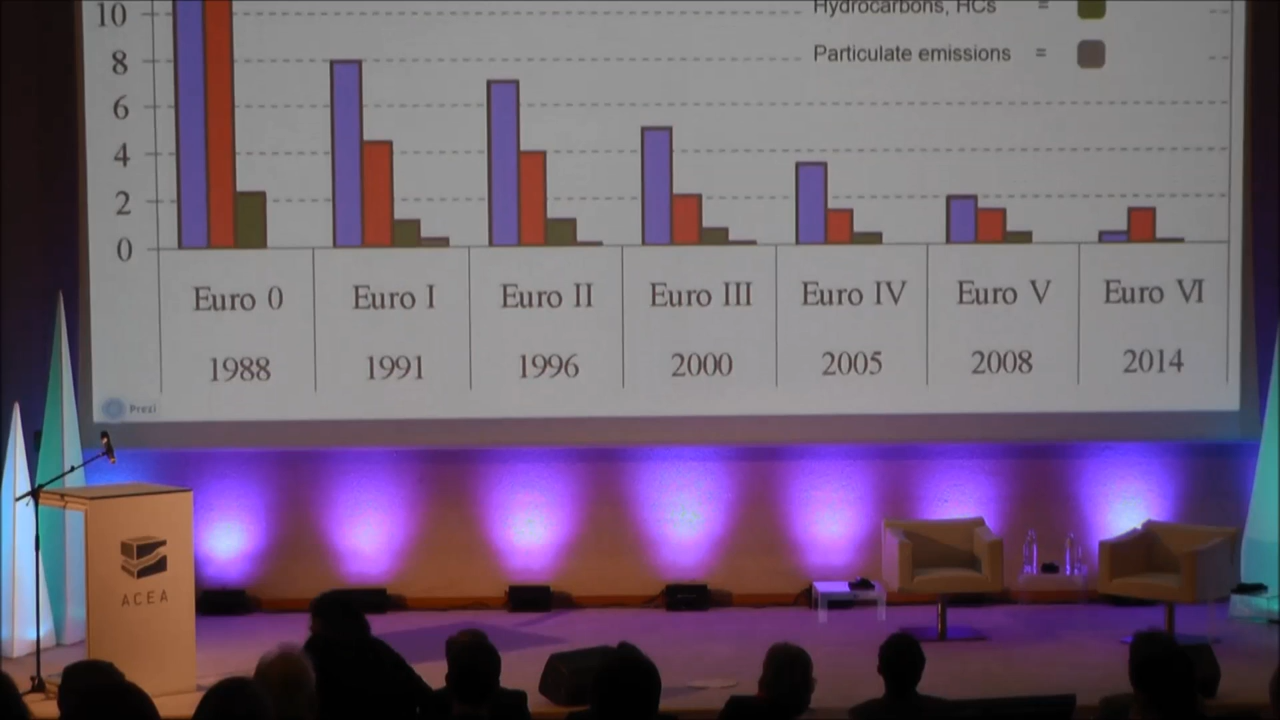 10
Hydrocarbons, HCs =
8
Particulate emissions =
6
4
2
0
Euro 0 Euro I Euro II Euro III Euro IV Euro V Euro VI
1988 1991 1996 2000 2005 2008 2014
Prezi
ACEA